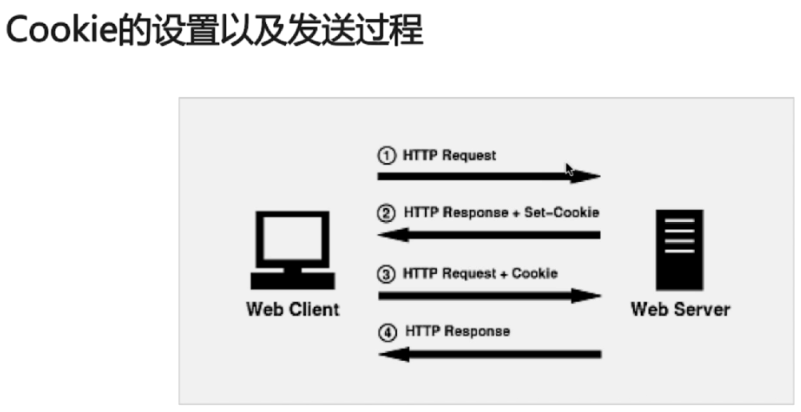 Cookie的设置以及发送过程
① HTTP Request
② HTTP Response + Set-Cookie
③ HTTP Request + Cookie
④ HTTP Response
Web Client
Web Server